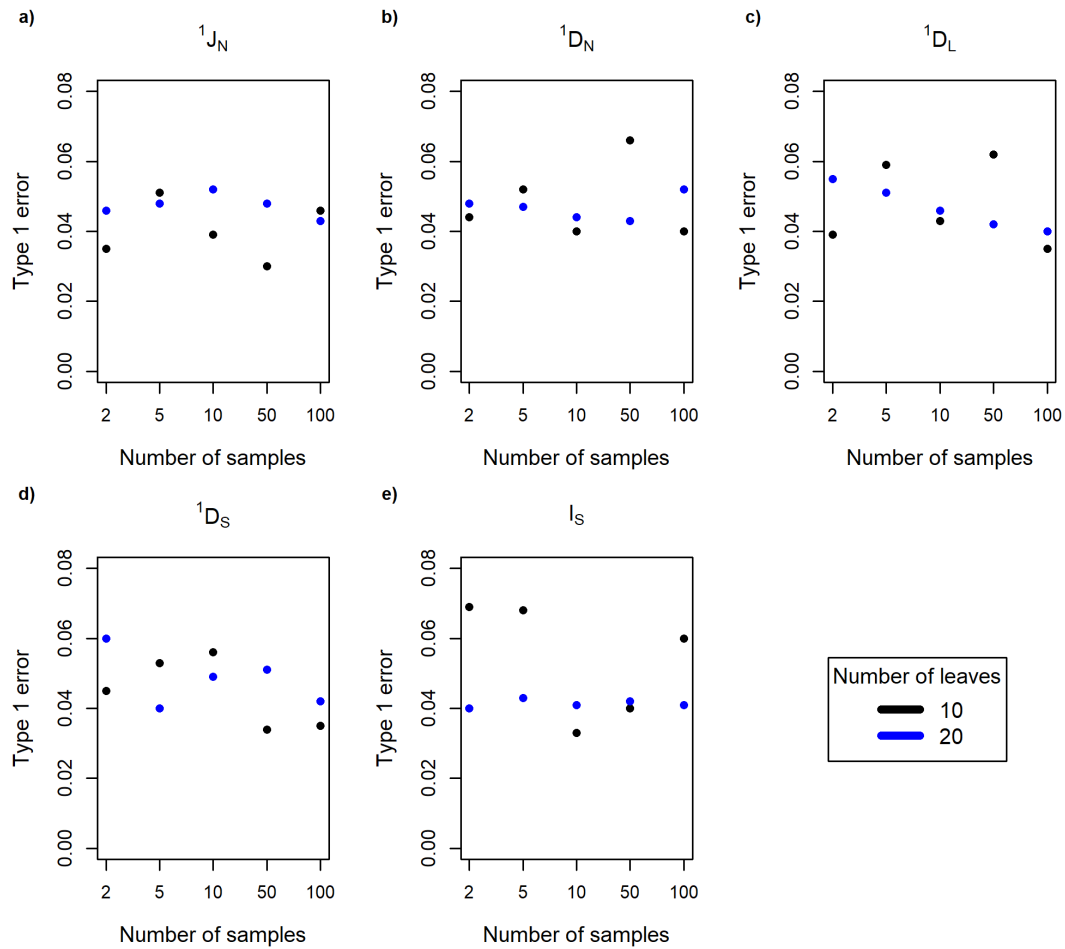 a)
¹J_N
0.08
0.06
0.04
0.02
0.00
Type 1 error
2 5 10 50 100
Number of samples
b)
¹D_N
0.08
0.06
0.04
0.02
0.00
Type 1 error
2 5 10 50 100
Number of samples
c)
¹D_L
0.08
0.06
0.04
0.02
0.00
Type 1 error
2 5 10 50 100
Number of samples
d)
¹D_S
0.08
0.06
0.04
0.02
0.00
Type 1 error
2 5 10 50 100
Number of samples
e)
I_S
0.08
0.06
0.04
0.02
0.00
Type 1 error
2 5 10 50 100
Number of samples
Number of leaves
10
20